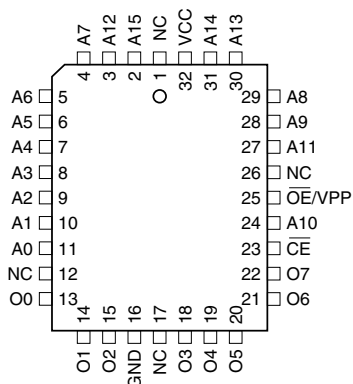 A7 A12 A15 NC VCC A14 A13
4 3 2 1 32 31 30
A6 5 29 A8
A5 6 28 A9
A4 7 27 A11
A3 8 26 NC
A2 9 25 OE/VPP
A1 10 24 A10
A0 11 23 CE
NC 12 22 O7
O0 13 21 O6
14 15 16 17 18 19 20
O1 O2 GND NC O3 O4 O5